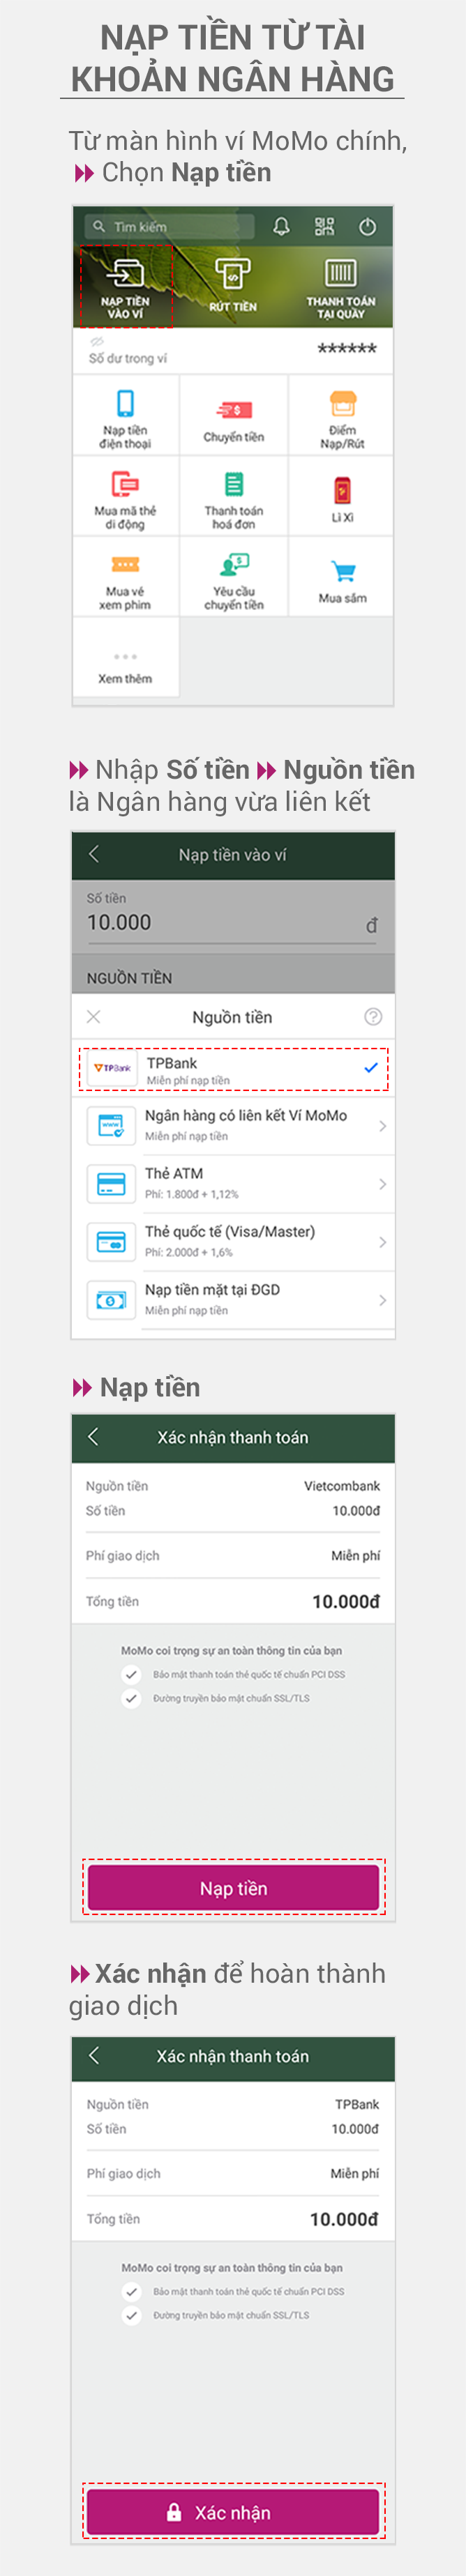 NẠP TIỀN TỪ TÀI
KHOẢN NGÂN HÀNG
Từ màn hình ví MoMo chính,
Chọn Nạp tiền
Tìm kiếm
NẠP TIỀN
VÀO VÍ
RÚT TIỀN
THANH TOÁN
TẠI QUẦY
Số dư trong ví
******
Nạp tiền
điện thoại
Chuyển tiền
Điểm
Nạp/Rút
Mua mã thẻ
di động
Thanh toán
hoá đơn
Lì Xì
Mua vé
xem phim
Yêu cầu
chuyển tiền
Mua sắm
Xem thêm
Nhập Số tiền Nguồn tiền
là Ngân hàng vừa liên kết
Nạp tiền vào ví
Số tiền
10.000 đ
NGUỒN TIỀN
Nguồn tiền
TPBank
TPBank
Miễn phí nạp tiền
www
Ngân hàng có liên kết Ví MoMo
Miễn phí nạp tiền
Thẻ ATM
Phí: 1.800đ + 1,12%
Thẻ quốc tế (Visa/Master)
Phí: 2.000đ + 1,6%
Nạp tiền mặt tại ĐGD
Miễn phí nạp tiền
Nạp tiền
Xác nhận thanh toán
Nguồn tiền Vietcombank
Số tiền 10.000đ
Phí giao dịch Miễn phí
Tổng tiền 10.000đ
MoMo coi trọng sự an toàn thông tin của bạn
Bảo mật thanh toán thẻ quốc tế chuẩn PCI DSS
Đường truyền bảo mật chuẩn SSL/TLS
Nạp tiền
Xác nhận để hoàn thành
giao dịch
Xác nhận thanh toán
Nguồn tiền TPBank
Số tiền 10.000đ
Phí giao dịch Miễn phí
Tổng tiền 10.000đ
MoMo coi trọng sự an toàn thông tin của bạn
Bảo mật thanh toán thẻ quốc tế chuẩn PCI DSS
Đường truyền bảo mật chuẩn SSL/TLS
Xác nhận